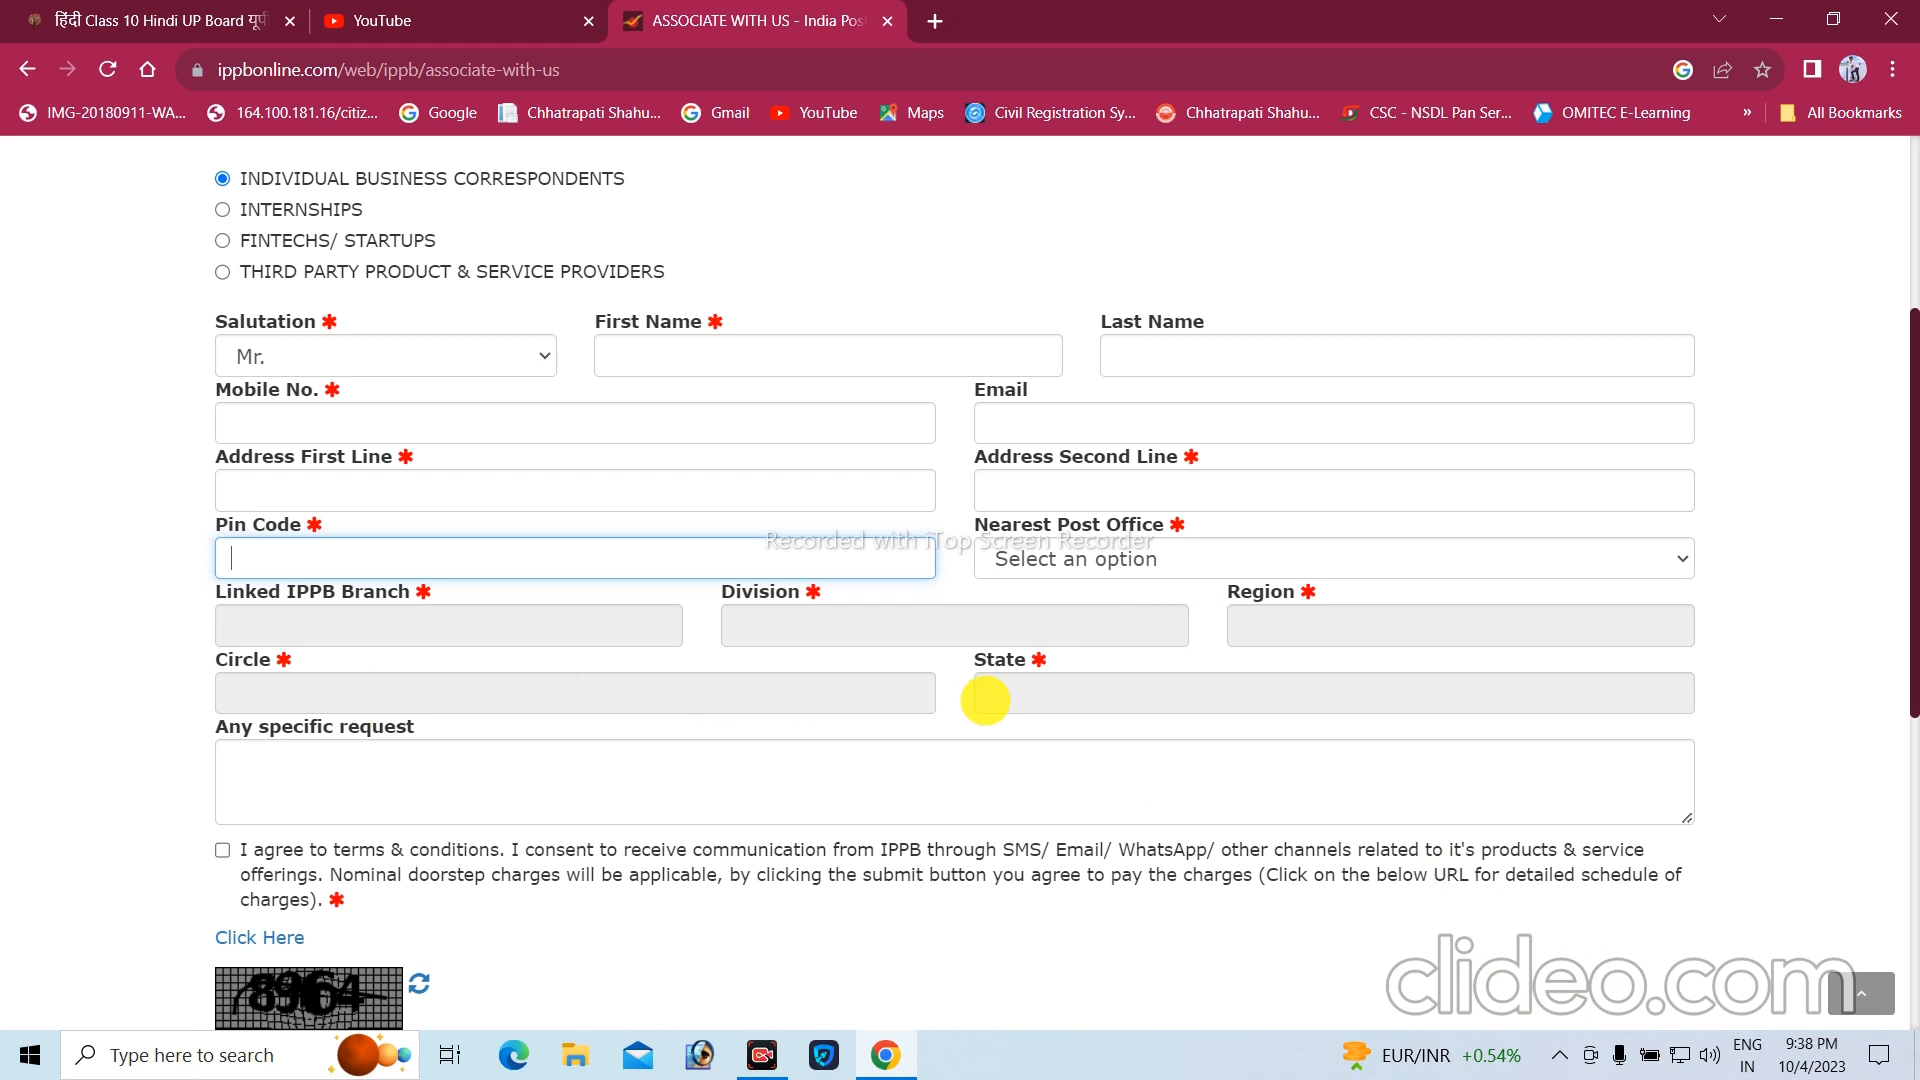 हिंदी Class 10 Hindi UP Board यूपी
YouTube
ASSOCIATE WITH US - India Pos
ippbonline.com/web/ippb/associate-with-us
IMG-20180911-WA...
164.100.181.16/citiz...
Google
Chhatrapati Shahu...
Gmail
YouTube
Maps
Civil Registration Sy...
Chhatrapati Shahu...
CSC - NSDL Pan Ser...
OMITEC E-Learning
»
All Bookmarks
INDIVIDUAL BUSINESS CORRESPONDENTS
INTERNSHIPS
FINTECHS/ STARTUPS
THIRD PARTY PRODUCT & SERVICE PROVIDERS
Salutation ✱
First Name ✱
Last Name
Mr.
Mobile No. ✱
Email
Address First Line ✱
Address Second Line ✱
Pin Code ✱
Nearest Post Office ✱
Recorded with iTop Screen Recorder
Select an option
Linked IPPB Branch ✱
Division ✱
Region ✱
Circle ✱
State ✱
Any specific request
I agree to terms & conditions. I consent to receive communication from IPPB through SMS/ Email/ WhatsApp/ other channels related to it's products & service
offerings. Nominal doorstep charges will be applicable, by clicking the submit button you agree to pay the charges (Click on the below URL for detailed schedule of
charges). ✱
Click Here
8964
clideo.com
Type here to search
EUR/INR +0.54%
ENG
IN
9:38 PM
10/4/2023